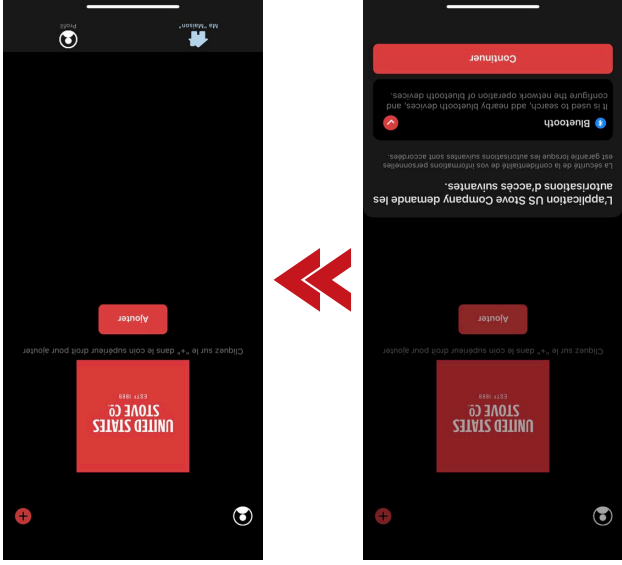 UNITED STATES
STOVE CO.
ESTD 1869
Cliquez sur le "+" dans le coin supérieur droit pour ajouter
Ajouter
L'application US Stove Company demande les
autorisations d'accès suivantes.
La sécurité de la confidentialité de vos informations personnelles
est garantie lorsque les autorisations suivantes sont accordées.
Bluetooth
It is used to search, add nearby bluetooth devices, and
configure the network operation of bluetooth devices.
Continuer
UNITED STATES
STOVE CO.
ESTD 1869
Cliquez sur le "+" dans le coin supérieur droit pour ajouter
Ajouter
Ma "Maison"
Profil